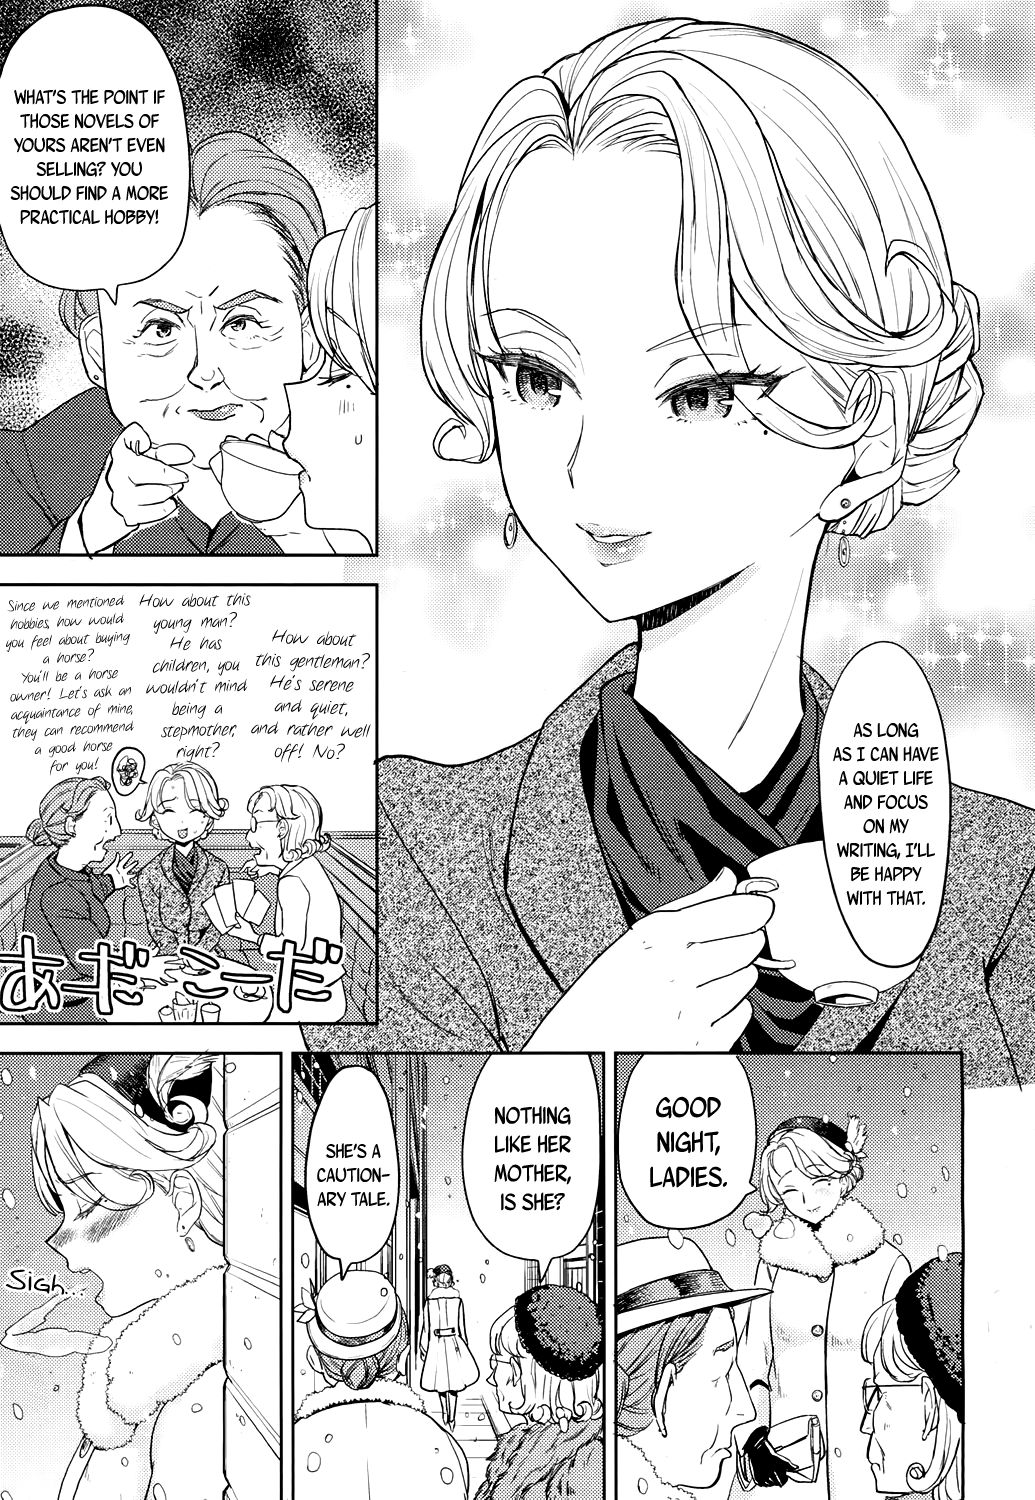 AS LONG
AS I CAN HAVE
A QUIET LIFE
AND FOCUS
ON MY
WRITING, I'LL
BE HAPPY
WITH THAT.
WHAT'S THE POINT IF
THOSE NOVELS OF
YOURS AREN'T EVEN
SELLING? YOU
SHOULD FIND A MORE
PRACTICAL HOBBY!
How about
this gentleman?
He's serene
and quiet,
and rather well
off! No?
How about this
young man?
He has
children, you
wouldn't mind
being a
stepmother,
right?
Since we mentioned
hobbies, how would
you feel about buying
a horse?
You'll be a horse
owner! Let's ask an
acquaintance of mine,
they can recommend
a good horse
for you!
あーだ こーだ
GOOD
NIGHT,
LADIES.
NOTHING
LIKE HER
MOTHER,
IS SHE?
SHE'S A
CAUTION-
ARY TALE.
Sigh...